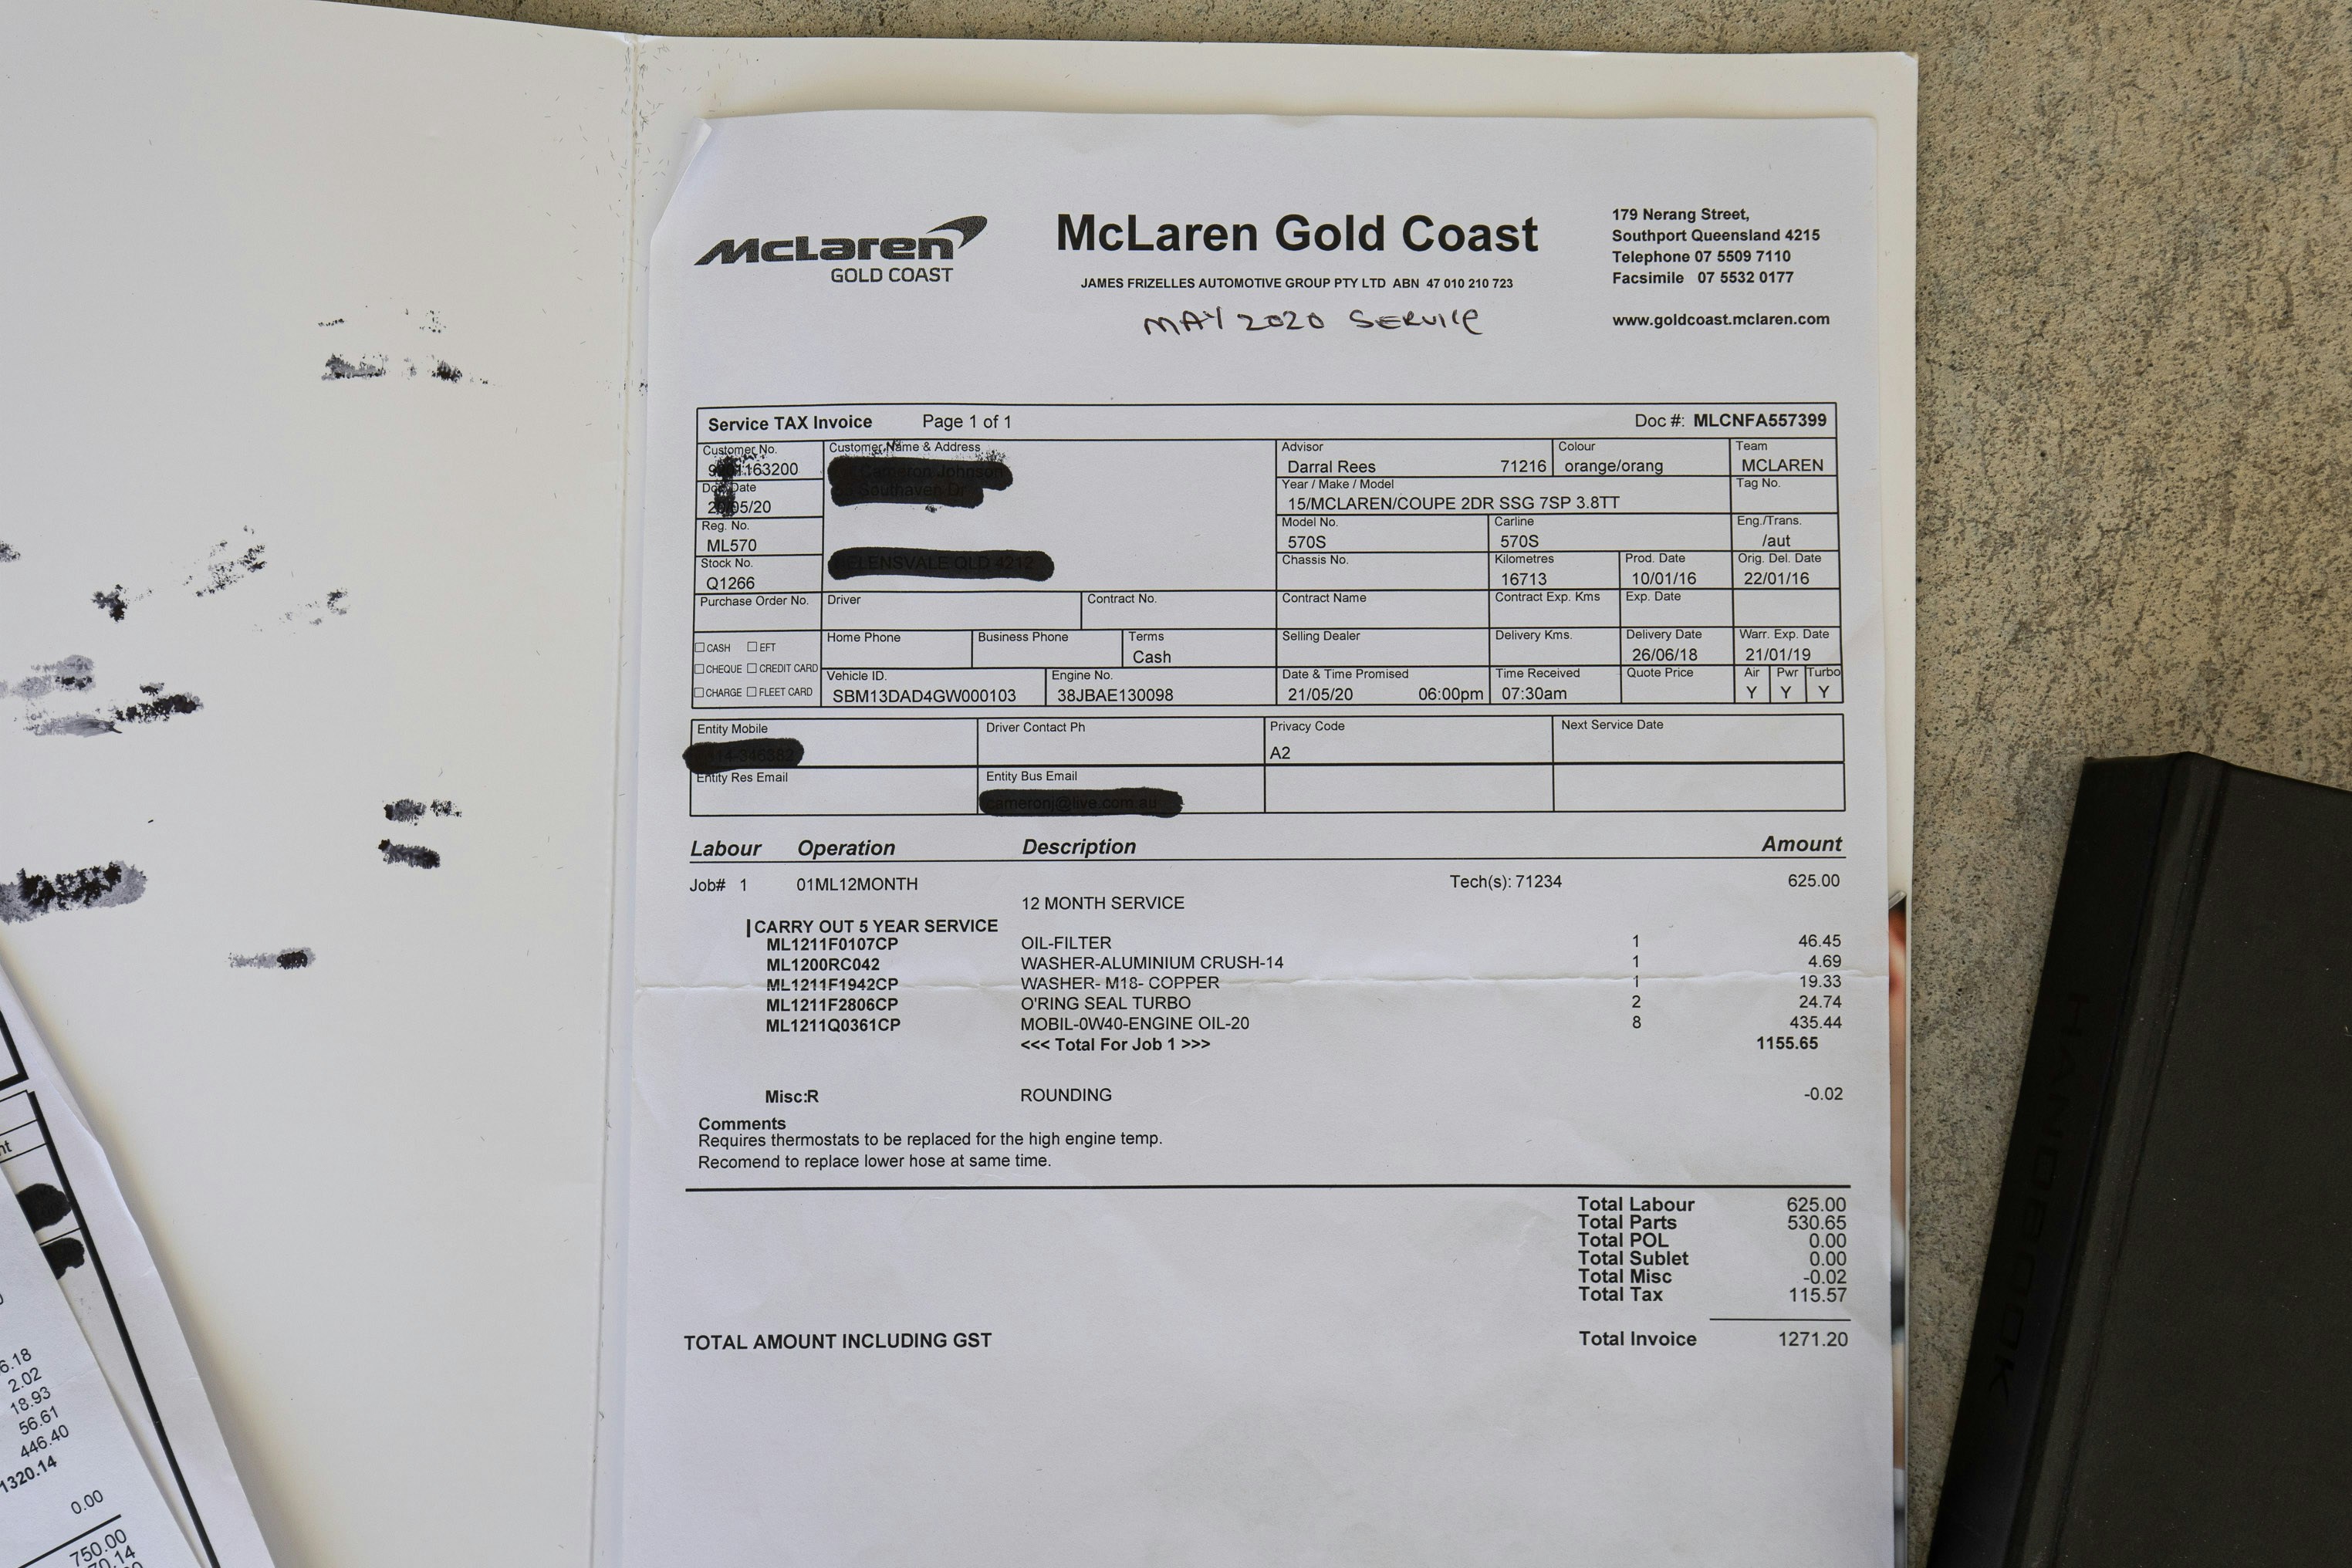 McLaren
GOLD COAST
McLaren Gold Coast
JAMES FRIZELLES AUTOMOTIVE GROUP PTY LTD ABN 47 010 210 723
MAY 2020 SERVICE
179 Nerang Street,
Southport Queensland 4215
Telephone 07 5509 7110
Facsimile 07 5532 0177
www.goldcoast.mclaren.com
Service TAX Invoice Page 1 of 1 Doc #: MLCNFA557399
Customer No. Customer Name & Address Advisor Colour Team
Darral Rees 71216 orange/orang MCLAREN
Date Year / Make / Model Tag No.
15/MCLAREN/COUPE 2DR SSG 7SP 3.8TT
Reg. No. Model No. Carline Eng./Trans.
ML570 570S 570S /aut
Stock No. Chassis No. Kilometres Prod. Date Orig. Del. Date
Q1266 16713 10/01/16 22/01/16
Purchase Order No. Driver Contract No. Contract Name Contract Exp. Kms Exp. Date
CASH EFT Home Phone Business Phone Terms Selling Dealer Delivery Kms. Delivery Date Warr. Exp. Date
Cash 26/06/18 21/01/19
CHEQUE CREDIT CARD Vehicle ID. Engine No. Date & Time Promised Time Received Quote Price Air Pwr Turbo
CHARGE FLEET CARD SBM13DAD4GW000103 38JBAE130098 21/05/20 06:00pm 07:30am Y Y Y
Entity Mobile Driver Contact Ph Privacy Code Next Service Date
A2
Entity Res Email Entity Bus Email
Labour Operation Description Amount
Job# 1 01ML12MONTH Tech(s): 71234 625.00
12 MONTH SERVICE
CARRY OUT 5 YEAR SERVICE
ML1211F0107CP OIL-FILTER 1 46.45
ML1200RC042 WASHER-ALUMINIUM CRUSH-14 1 4.69
ML1211F1942CP WASHER- M18- COPPER 1 19.33
ML1211F2806CP O'RING SEAL TURBO 2 24.74
ML1211Q0361CP MOBIL-0W40-ENGINE OIL-20 8 435.44
<<< Total For Job 1 >>> 1155.65
Misc:R ROUNDING -0.02
Comments
Requires thermostats to be replaced for the high engine temp.
Recomend to replace lower hose at same time.
Total Labour 625.00
Total Parts 530.65
Total POL 0.00
Total Sublet 0.00
Total Misc -0.02
Total Tax 115.57
TOTAL AMOUNT INCLUDING GST Total Invoice 1271.20
2.02
18.93
56.61
446.40
1320.14
0.00
750.00
HANDBOOK